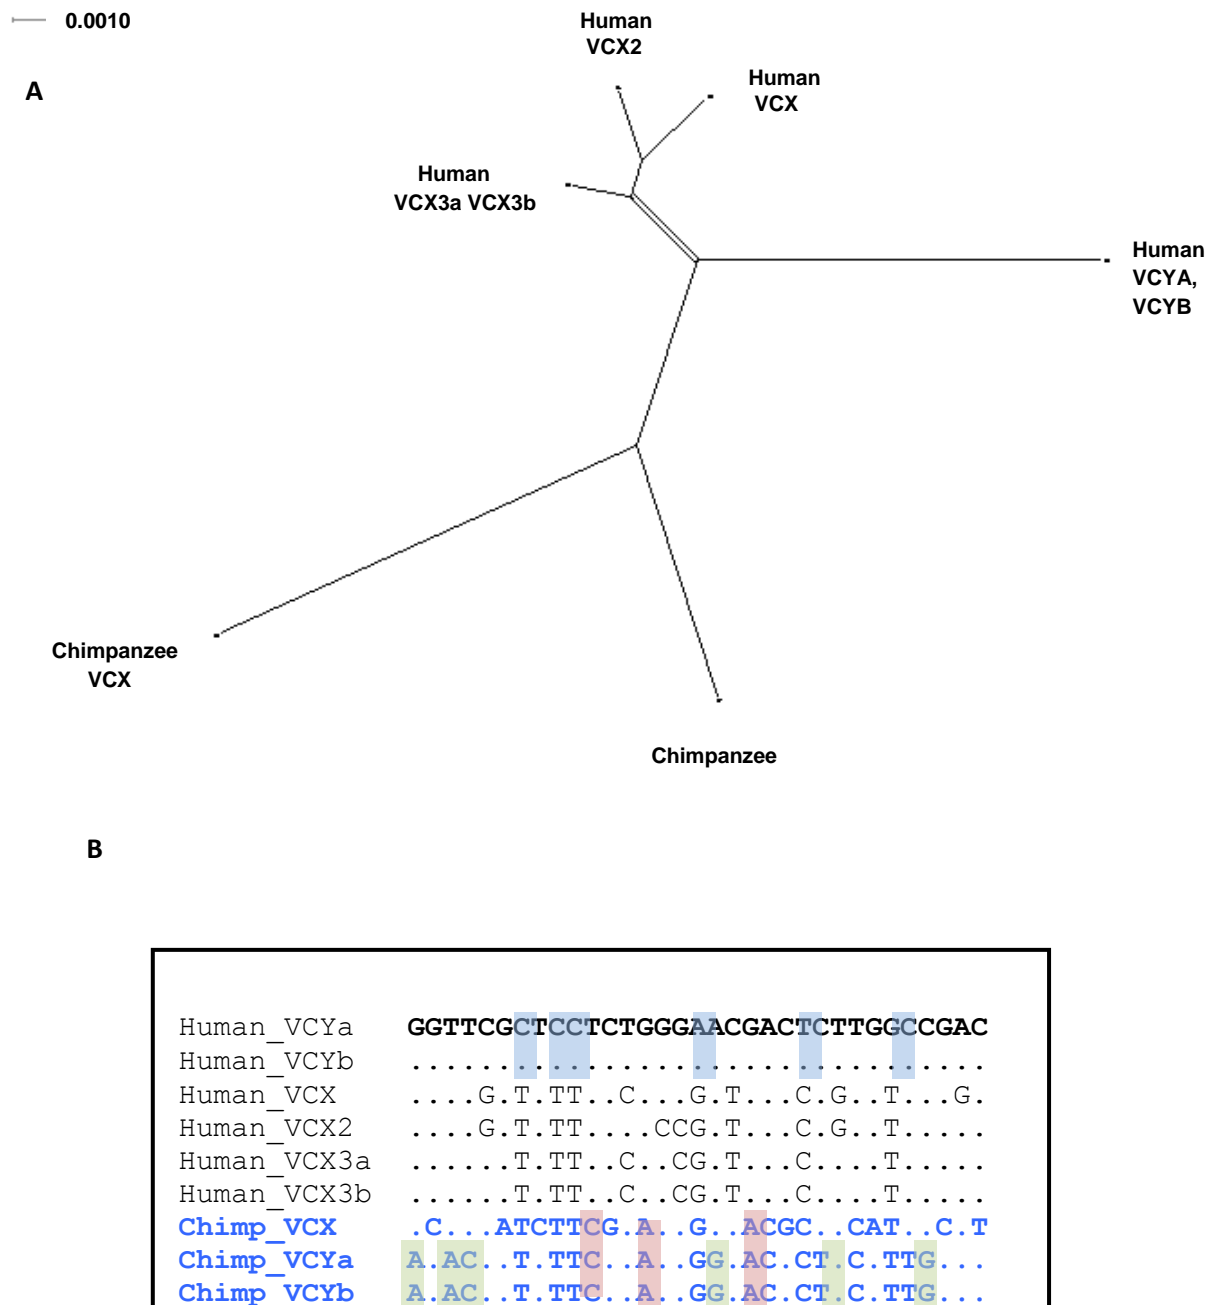 0.0010
Human
VCX2
A
Human
VCX
Human
VCX3a VCX3b
Human
VCYA,
VCYB
Chimpanzee
VCX
Chimpanzee
B
Human_VCYa GGTTCGCTCCTCTGGGAACGACTCTTGGCCGAC
Human_VCYb .................................
Human_VCX ....G.T.TT..C...G.T...C.G..T...G.
Human_VCX2 ....G.T.TT....CCG.T...C.G..T.....
Human_VCX3a ......T.TT..C..CG.T...C....T.....
Human_VCX3b ......T.TT..C..CG.T...C....T.....
Chimp_VCX .C...ATCTTCG.A..G..ACGC..CAT..C.T
Chimp_VCYa A.AC..T.TTC..A..GG.AC.CT.C.TTG...
Chimp_VCYb A.AC..T.TTC..A..GG.AC.CT.C.TTG...